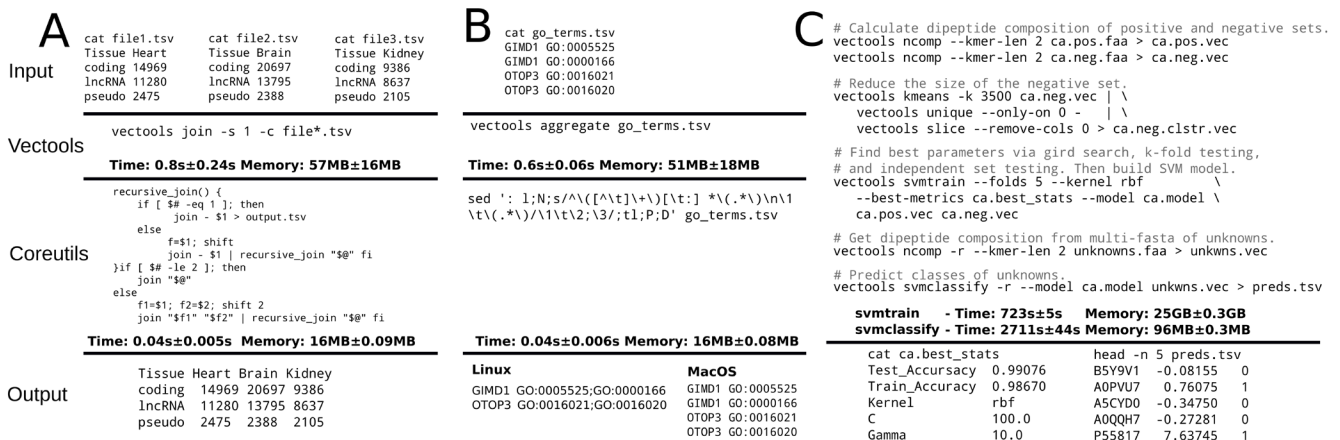 A
B
C
Input
cat file1.tsv
Tissue Heart
coding 14969
lncRNA 11280
pseudo 2475
cat file2.tsv
Tissue Brain
coding 20697
lncRNA 13795
pseudo 2388
cat file3.tsv
Tissue Kidney
coding 9386
lncRNA 8637
pseudo 2105
Vectools
vectools join -s 1 -c file*.tsv
Time: 0.8s±0.24s Memory: 57MB±16MB
Coreutils
recursive_join() {
if [ $# -eq 1 ]; then
join - $1 > output.tsv
else
f=$1; shift
join - $1 | recursive_join "$@" fi
}if [ $# -le 2 ]; then
join "$@"
else
f1=$1; f2=$2; shift 2
join "$f1" "$f2" | recursive_join "$@" fi
Time: 0.04s±0.005s Memory: 16MB±0.09MB
Output
Tissue Heart Brain Kidney
coding 14969 20697 9386
lncRNA 11280 13795 8637
pseudo 2475 2388 2105
cat go_terms.tsv
GIMD1 GO:0005525
GIMD1 GO:0000166
OTOP3 GO:0016021
OTOP3 GO:0016020
vectools aggregate go_terms.tsv
Time: 0.6s±0.06s Memory: 51MB±18MB
sed ': l;N;s/^\([^\t]\+\)[\t:] *\(.*\)\n\1
\t\(.*\)/\1\t\2;\3/;tl;P;D' go_terms.tsv
Time: 0.04s±0.006s Memory: 16MB±0.08MB
Linux
GIMD1 GO:0005525;GO:0000166
OTOP3 GO:0016021;GO:0016020
MacOS
GIMD1 GO:0005525
GIMD1 GO:0000166
OTOP3 GO:0016021
OTOP3 GO:0016020
# Calculate dipeptide composition of positive and negative sets.
vectools ncomp --kmer-len 2 ca.pos.faa > ca.pos.vec
vectools ncomp --kmer-len 2 ca.neg.faa > ca.neg.vec
# Reduce the size of the negative set.
vectools kmeans -k 3500 ca.neg.vec | \
vectools unique --only-on 0 - | \
vectools slice --remove-cols 0 > ca.neg.clstr.vec
# Find best parameters via gird search, k-fold testing,
# and independent set testing. Then build SVM model.
vectools svmtrain --folds 5 --kernel rbf \
--best-metrics ca.best_stats --model ca.model \
ca.pos.vec ca.neg.vec
# Get dipeptide composition from multi-fasta of unknowns.
vectools ncomp -r --kmer-len 2 unknowns.faa > unkwns.vec
# Predict classes of unknowns.
vectools svmclassify -r --model ca.model unkwns.vec > preds.tsv
svmtrain - Time: 723s±5s Memory: 25GB±0.3GB
svmclassify - Time: 2711s±44s Memory: 96MB±0.3MB
cat ca.best_stats
Test_Accursacy 0.99076
Train_Accuracy 0.98670
Kernel rbf
C 100.0
Gamma 10.0
head -n 5 preds.tsv
B5Y9V1 -0.08155 0
A0PVU7 0.76075 1
A5CYD0 -0.34750 0
A0QQH7 -0.27281 0
P55817 7.63745 1